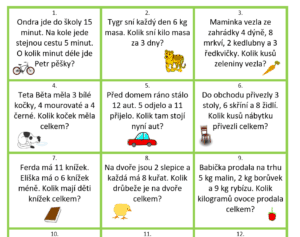 1.
Ondra jde do školy 15
minut. Na kole jede
stejnou cestu 5 minut.
O kolik minut déle jde
Petr pěšky?
2.
Tygr sní každý den 6 kg
masa. Kolik sní kilo masa
za 3 dny?
3.
Maminka vezla ze
zahrádky 4 dýně, 8
mrkví, 2 kedlubny a 3
ředkvičky. Kolik kusů
zeleniny vezla?
4.
Teta Běta měla 3 bílé
kočky, 4 mourovaté a 4
černé. Kolik koček měla
celkem?
5.
Před domem ráno stálo
12 aut. 5 odjelo a 11
přijelo. Kolik tam stojí
nyní aut?
6.
Do obchodu přivezly 3
stoly, 6 skříní a 8 židlí.
Kolik kusů nábytku
přivezli celkem?
7.
Ferda má 11 knížek.
Eliška má o 6 knížek
méně. Kolik mají děti
knížek celkem?
8.
Na dvoře jsou 2 slepice a
každá má 8 kuřat. Kolik
drůbeže je na dvoře
celkem?
9.
Babička prodala na trhu
5 kg malin, 2 kg borůvek
a 9 kg rybízu. Kolik
kilogramů ovoce prodala
celkem?
10.
11.
12.